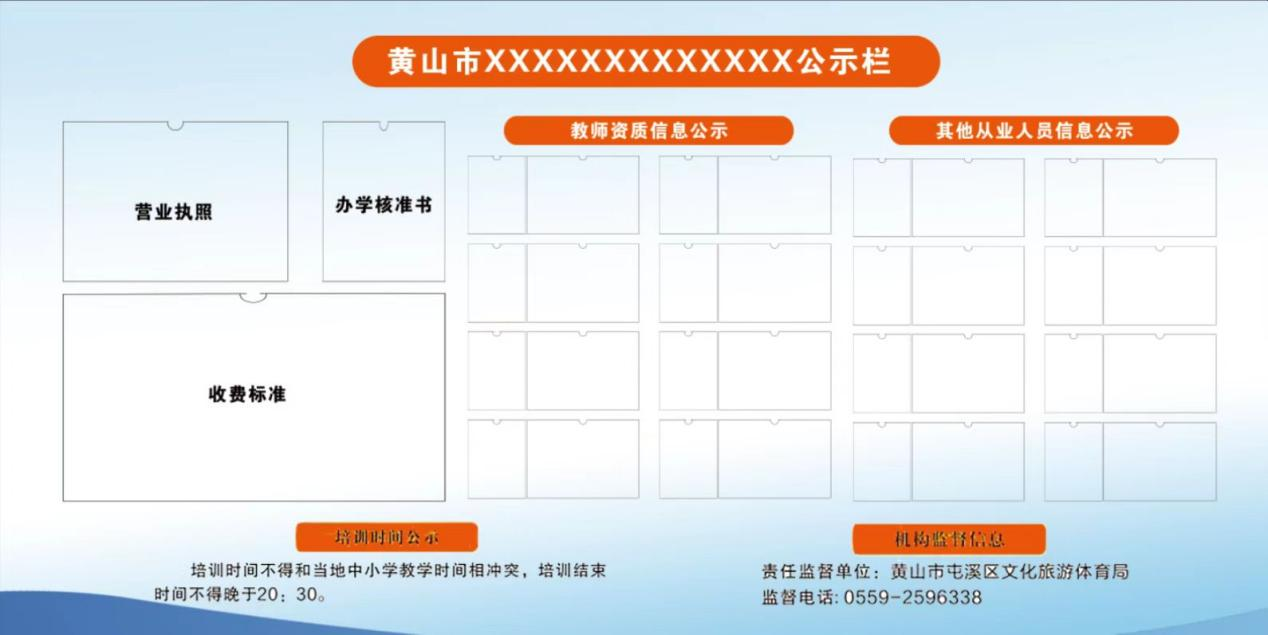 黄山市XXXXXXXXXXXXX公示栏
教师资质信息公示
其他从业人员信息公示
营业执照
办学核准书
收费标准
培训时间公示
培训时间不得和当地中小学教学时间相冲突，培训结束
时间不得晚于20：30。
机构监督信息
责任监督单位：黄山市屯溪区文化旅游体育局
监督电话：0559-2596338